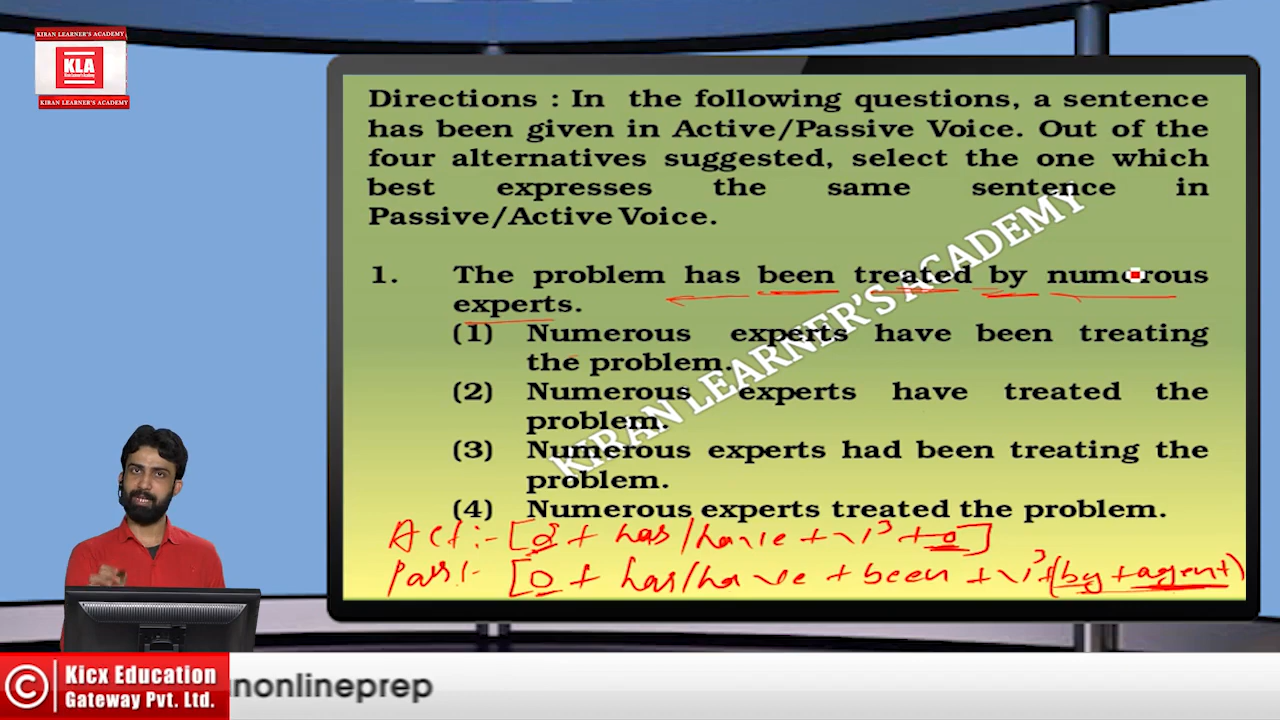 KIRAN LEARNER'S ACADEMY
KLA
Kiran Learner's Academy
KIRAN LEARNER'S ACADEMY
Directions : In the following questions, a sentence
has been given in Active/Passive Voice. Out of the
four alternatives suggested, select the one which
best expresses the same sentence in
Passive/Active Voice.
1. The problem has been treated by numerous
experts.
(1) Numerous experts have been treating
the problem.
(2) Numerous experts have treated the
problem.
(3) Numerous experts had been treating the
problem.
(4) Numerous experts treated the problem.
KIRAN LEARNER'S ACADEMY
Act :- [ + has/have + v³ + o]
Pass :- [o + has/have + been + v³ + (by + agent)
© Kicx Education
Gateway Pvt. Ltd.
nonlineprep